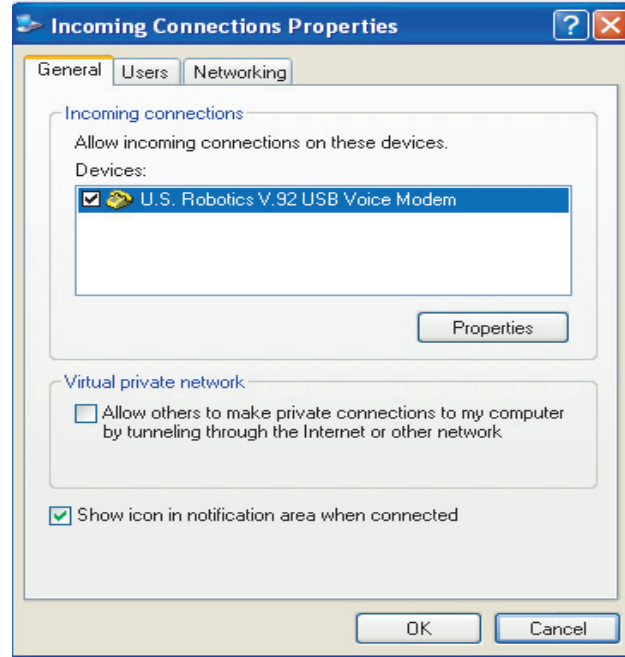 Incoming Connections Properties
General Users Networking
Incoming connections
Allow incoming connections on these devices.
Devices:
U.S. Robotics V.92 USB Voice Modem
Properties
Virtual private network
Allow others to make private connections to my computer
by tunneling through the Internet or other network
Show icon in notification area when connected
OK Cancel